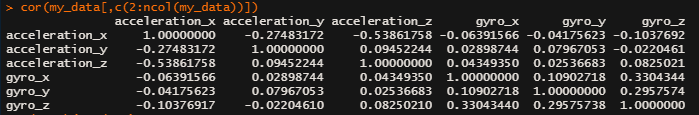 > cor(my_data[,c(2:ncol(my_data))])
acceleration_x acceleration_y acceleration_z gyro_x gyro_y gyro_z
acceleration_x 1.00000000 -0.27483172 -0.53861758 -0.06391566 -0.04175623 -0.1037692
acceleration_y -0.27483172 1.00000000 0.09452244 0.02898744 0.07967053 -0.0220461
acceleration_z -0.53861758 0.09452244 1.00000000 0.04349350 0.02536683 0.0825021
gyro_x -0.06391566 0.02898744 0.04349350 1.00000000 0.10902718 0.3304344
gyro_y -0.04175623 0.07967053 0.02536683 0.10902718 1.00000000 0.2957574
gyro_z -0.10376917 -0.02204610 0.08250210 0.33043440 0.29575738 1.0000000